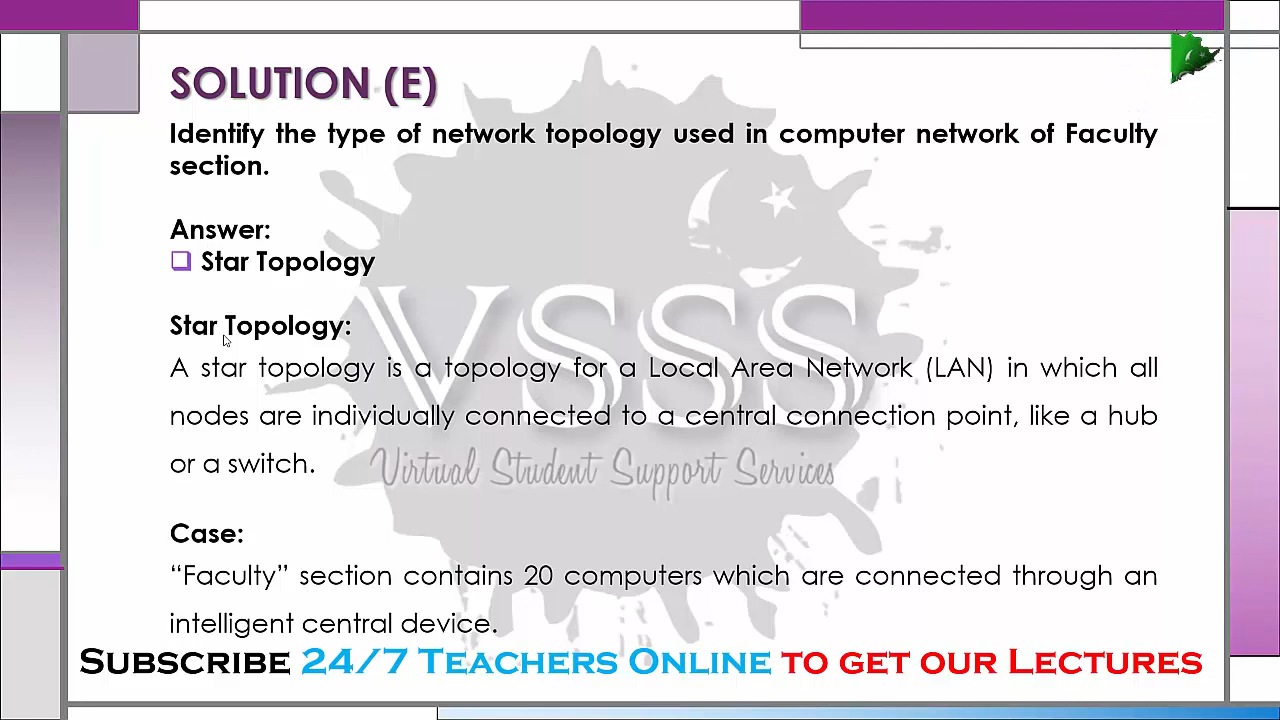 SOLUTION (E)
Identify the type of network topology used in computer network of Faculty
section.
Answer:
Star Topology
Star Topology:
A star topology is a topology for a Local Area Network (LAN) in which all
nodes are individually connected to a central connection point, like a hub
or a switch.
VSSS
Virtual Student Support Services
Case:
“Faculty” section contains 20 computers which are connected through an
intelligent central device.
SUBSCRIBE 24/7 TEACHERS ONLINE TO GET OUR LECTURES